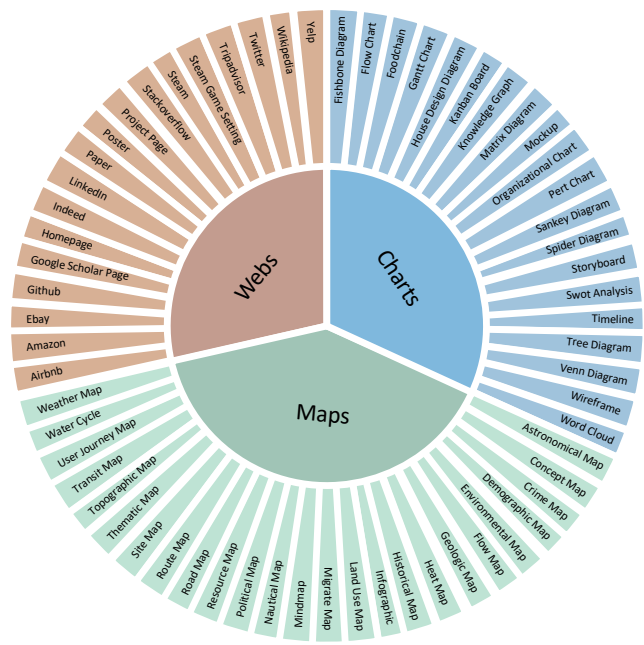 Fishbone Diagram
Flow Chart
Foodchain
Gantt Chart
House Design Diagram
Kanban Board
Knowledge Graph
Matrix Diagram
Mockup
Organizational Chart
Pert Chart
Sankey Diagram
Spider Diagram
Storyboard
Swot Analysis
Timeline
Tree Diagram
Venn Diagram
Wireframe
Word Cloud
Astronomical Map
Concept Map
Crime Map
Demographic Map
Environmental Map
Flow Map
Geologic Map
Heat Map
Historical Map
Infographic
Land Use Map
Migrate Map
Mindmap
Nautical Map
Political Map
Resource Map
Road Map
Route Map
Site Map
Thematic Map
Topographic Map
Transit Map
User Journey Map
Water Cycle
Weather Map
Airbnb
Amazon
Ebay
Github
Google Scholar Page
Homepage
Indeed
LinkedIn
Paper
Poster
Project Page
Stackoverflow
Steam
Steam Game Setting
Tripadvisor
Twitter
Wikipedia
Yelp
Charts
Maps
Webs